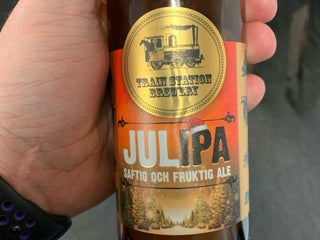 TRAIN STATION
BREWERY
JULIPA
SAFTIG OCH FRUKTIG ALE